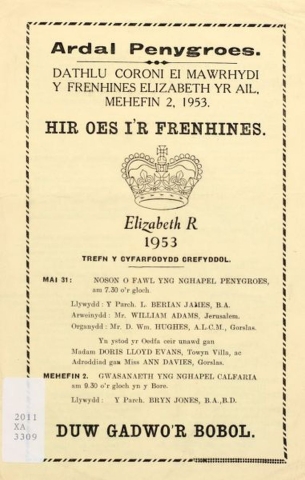 Ardal Penygroes.
DATHLU CORONI EI MAWRHYDI
Y FRENHINES ELIZABETH YR AIL,
MEHEFIN 2, 1953.
HIR OES I'R FRENHINES.
Elizabeth R
1953
TREFN Y CYFARFODYDD CREFYDDOL.
MAI 31: NOSON O FAWL YNG NGHAPEL PENYGROES,
am 7.30 o'r gloch.
Llywydd: Y Parch. L. BERIAN JAMES, B.A.
Arweinydd: Mr. WILLIAM ADAMS, Jerusalem.
Organydd: Mr. D. Wm. HUGHES, A.L.C.M., Gorslas.
Yn ystod yr Oedfa ceir unawd gan
Madam DORIS LLOYD EVANS, Towyn Villa, ac
Adroddiad gan Miss ANN DAVIES, Gorslas.
MEHEFIN 2. GWASANAETH YNG NGHAPEL CALFARIA
am 9.30 o'r gloch yn y Bore.
Llywydd: Y Parch. BRYN JONES, B.A., B.D.
2011
XA
3309
DUW GADWO'R BOBOL.